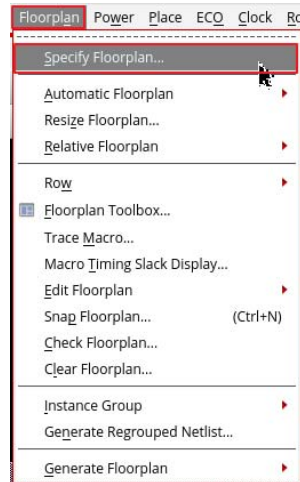 Floorplan Power Place ECO Clock Ro
Specify Floorplan...
Automatic Floorplan
Resize Floorplan...
Relative Floorplan
Row
Floorplan Toolbox...
Trace Macro...
Macro Timing Slack Display...
Edit Floorplan
Snap Floorplan... (Ctrl+N)
Check Floorplan...
Clear Floorplan...
Instance Group
Generate Regrouped Netlist...
Generate Floorplan